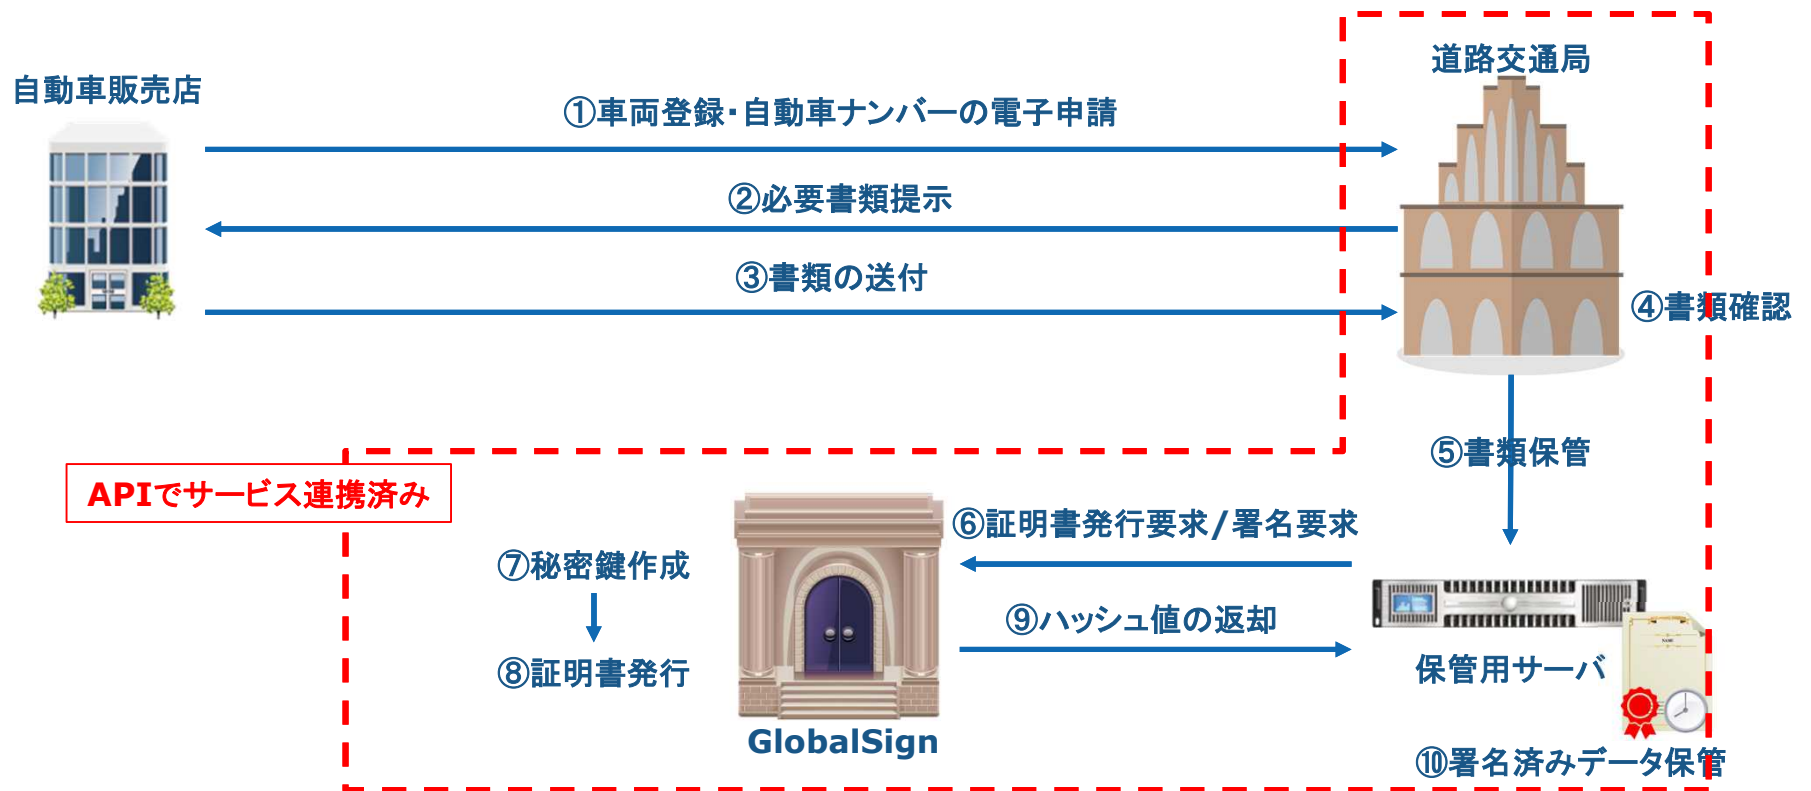 道路交通局
自動車販売店
①車両登録・自動車ナンバーの電子申請
②必要書類提示
③書類の送付
④書類確認
⑤書類保管
APIでサービス連携済み
⑥証明書発行要求/署名要求
⑦秘密鍵作成
⑨ハッシュ値の返却
⑧証明書発行
保管用サーバ
GlobalSign
⑩署名済みデータ保管